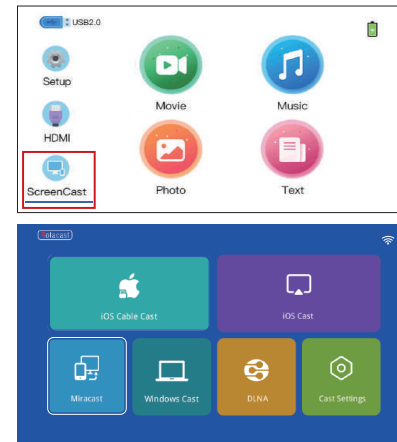 USB2.0
Setup
Movie
Music
HDMI
ScreenCast
Photo
Text
iOS Cable Cast
iOS Cast
Miracast
Windows Cast
DLNA
Cast Settings